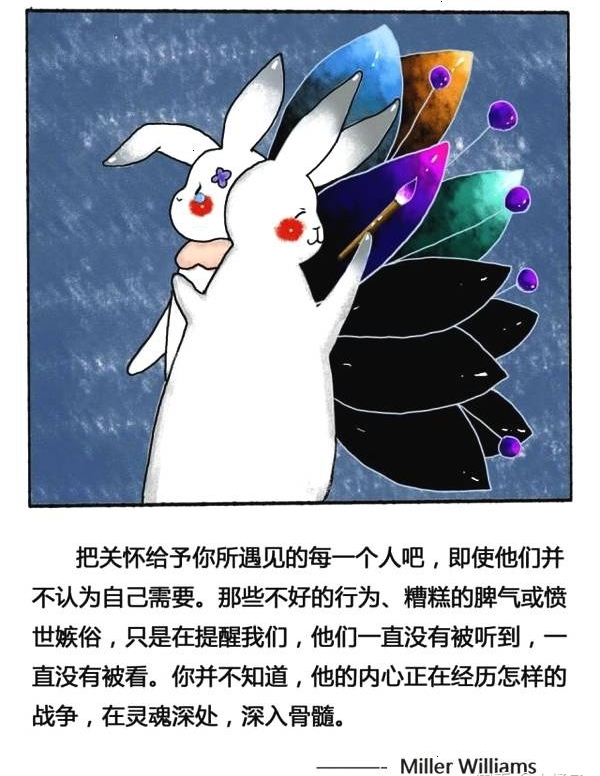 把关怀给予你所遇见的每一个人吧，即使他们并
不认为自己需要。那些不好的行为、糟糕的脾气或愤
世嫉俗，只是在提醒我们，他们一直没有被听到，一
直没有被看。你并不知道，他的内心正在经历怎样的
战争，在灵魂深处，深入骨髓。
———- Miller Williams